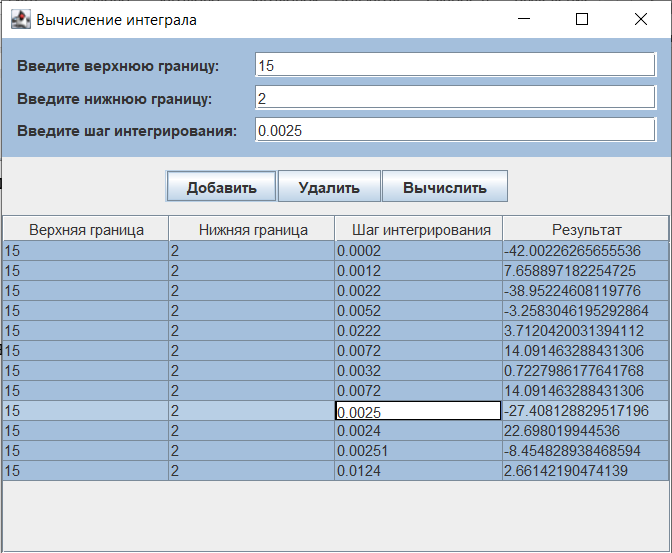 Вычисление интеграла
Введите верхнюю границу: 15
Введите нижнюю границу: 2
Введите шаг интегрирования: 0.0025
Добавить Удалить Вычислить
Верхняя граница Нижняя граница Шаг интегрирования Результат
15 2 0.0002 -42.00226265655536
15 2 0.0012 7.658897182254725
15 2 0.0022 -38.95224608119776
15 2 0.0052 -3.2583046195292864
15 2 0.0222 3.7120420031394112
15 2 0.0072 14.091463288431306
15 2 0.0032 0.7227986177641768
15 2 0.0072 14.091463288431306
15 2 0.0025 -27.408128829517196
15 2 0.0024 22.698019944536
15 2 0.00251 -8.454828938468594
15 2 0.0124 2.66142190474139